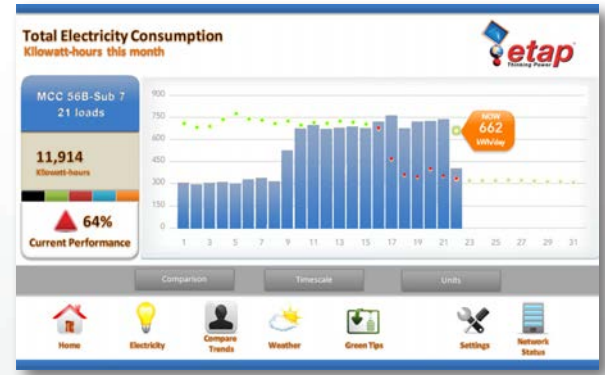 Total Electricity Consumption
Kilowatt-hours this month
etap
Thinking Power
MCC 56B-Sub 7
21 loads
11,914
Kilowatt-hours
64%
Current Performance
900
750
600
450
300
150
0
NOW
662
kWh/day
1 3 5 7 9 11 13 15 17 19 21 23 25 27 29 31
Comparison Timescale Units
Home Electricity Compare Trends Weather Green Tips Settings Network Status